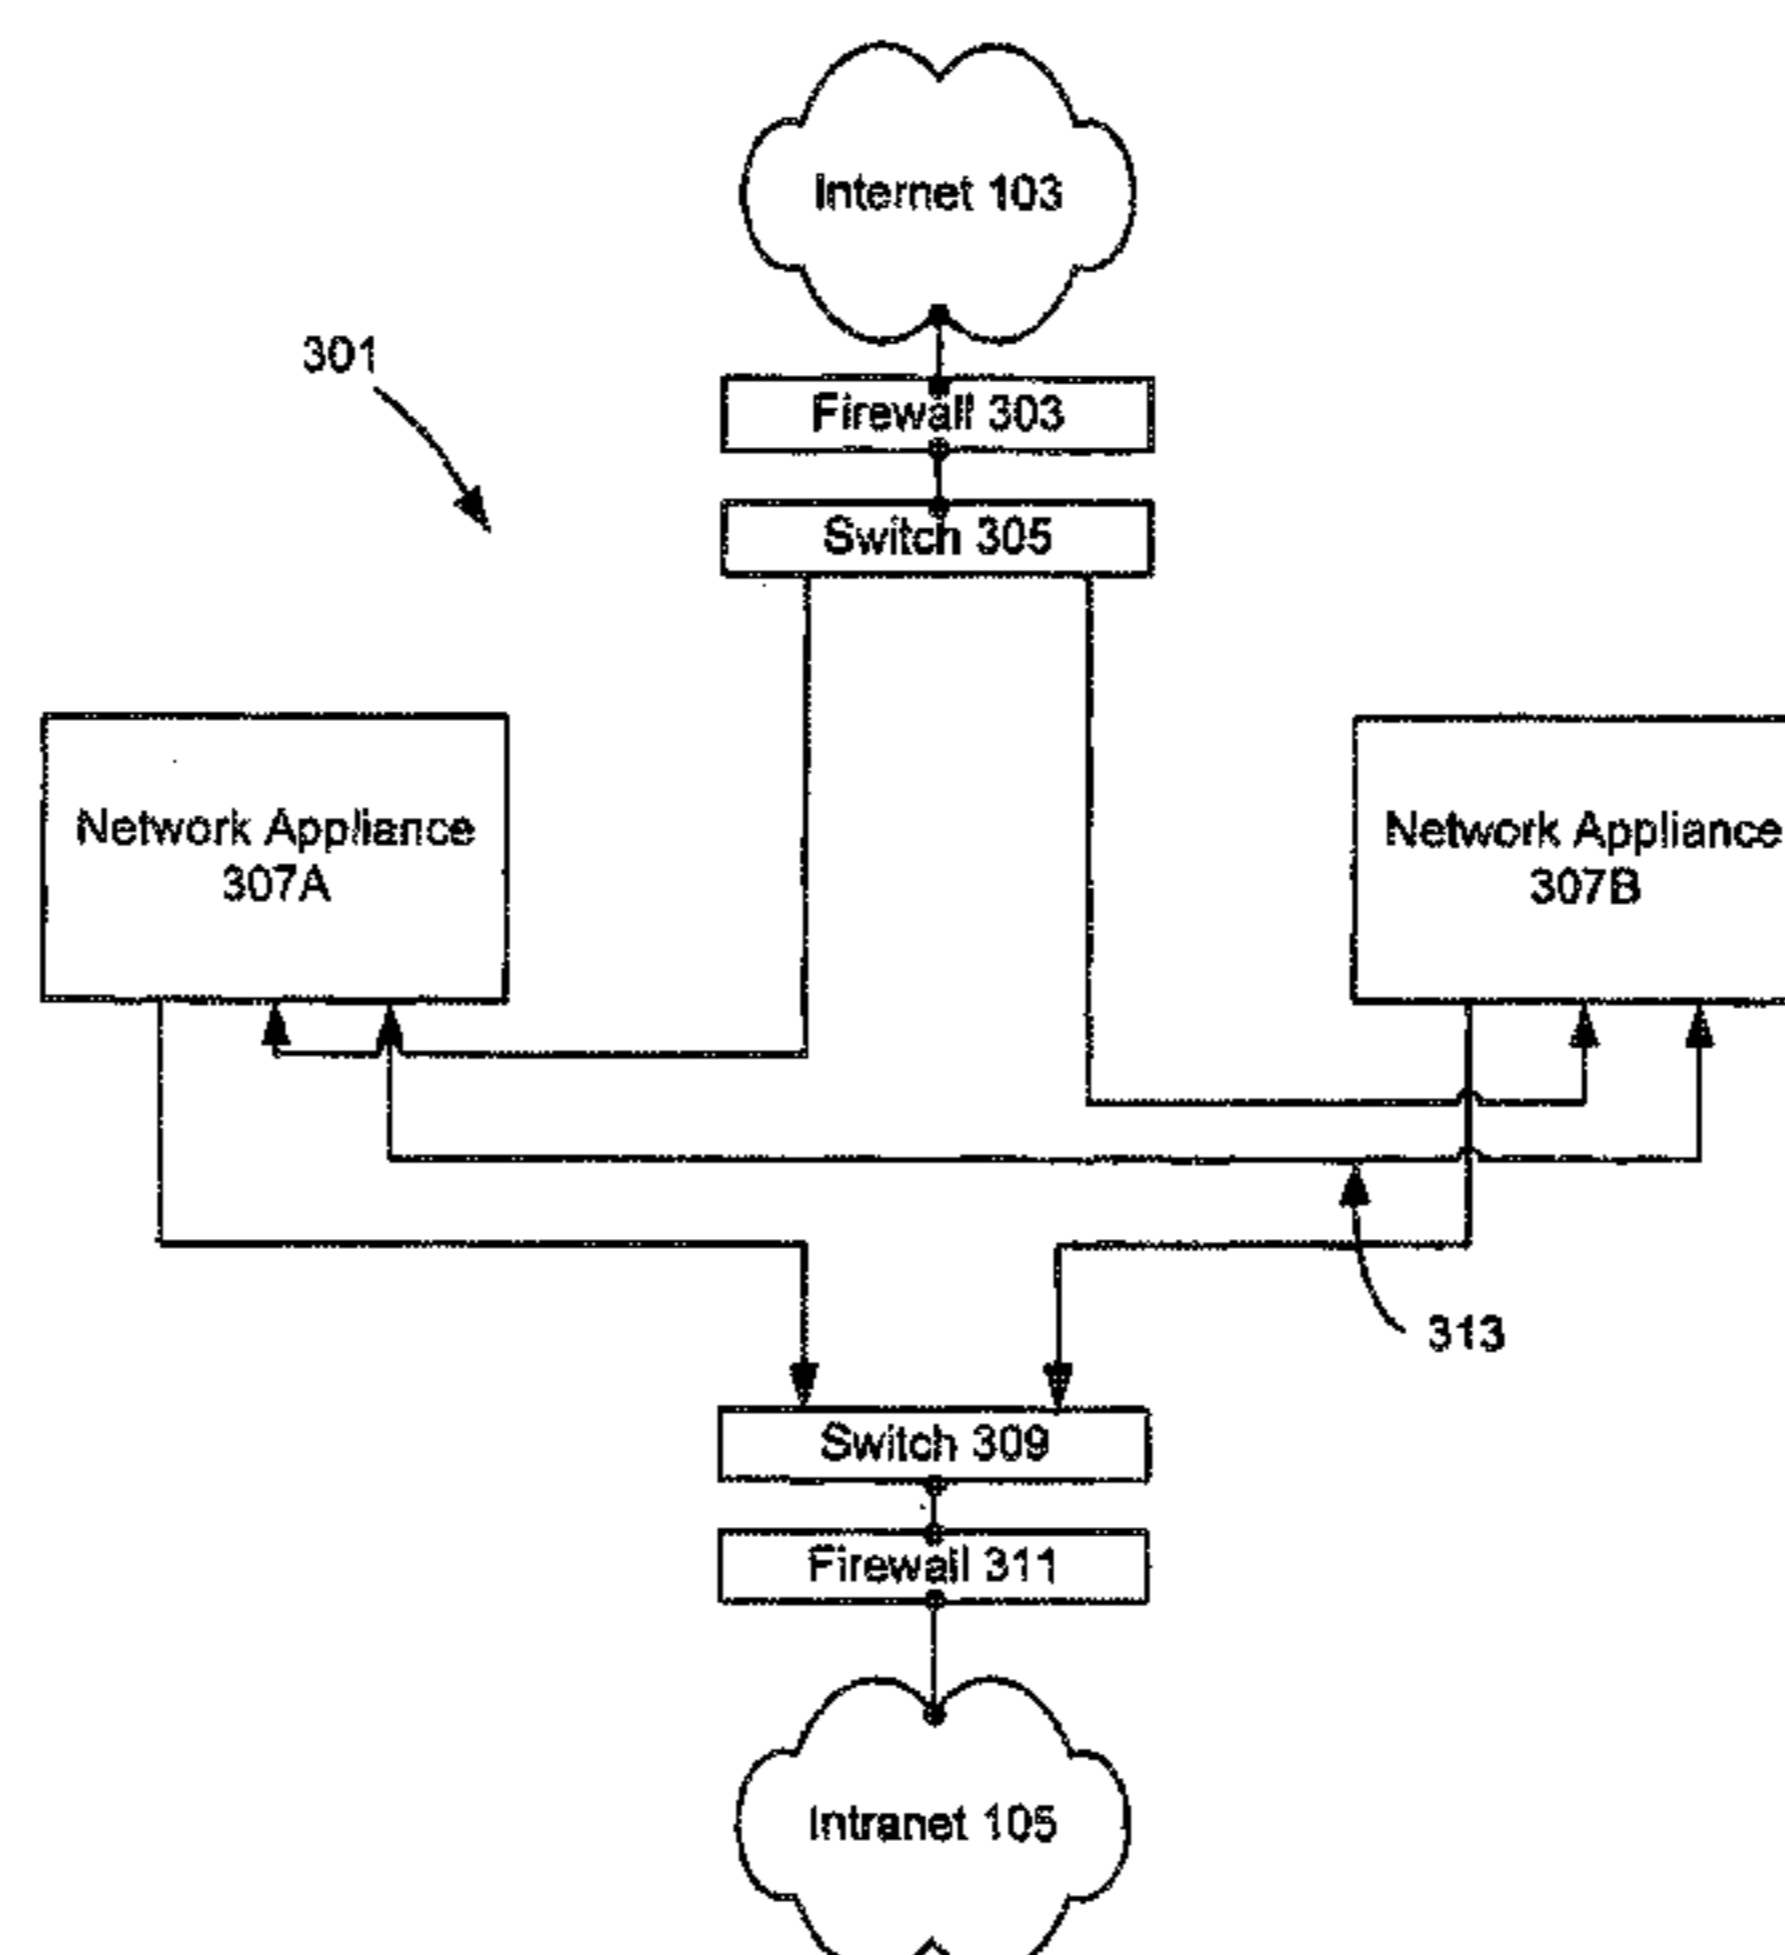 Internet 103
301
Firewall 303
Switch 305
Network Appliance
307A
Network Appliance
307B
313
Switch 309
Firewall 311
Intranet 105